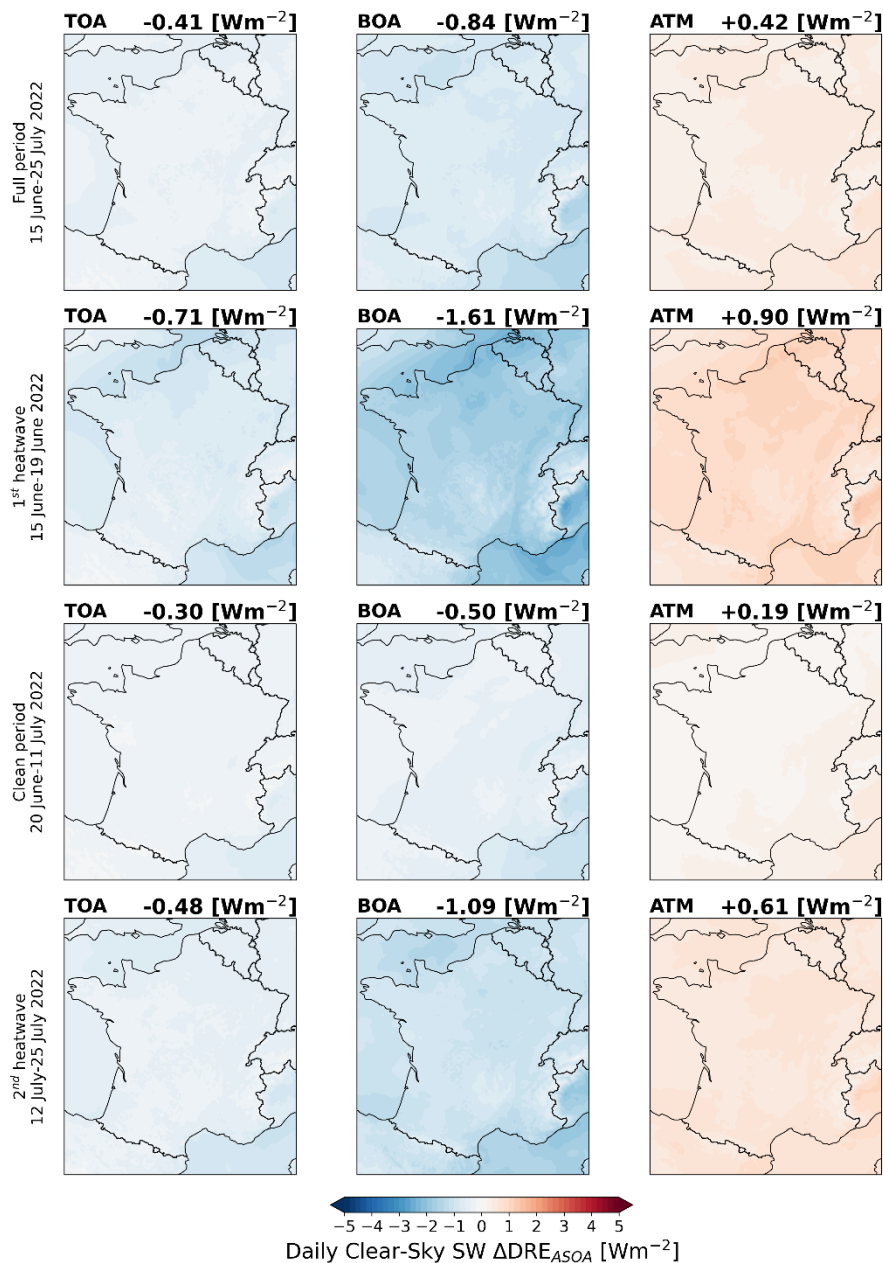 TOA -0.41 [Wm⁻²]
BOA -0.84 [Wm⁻²]
ATM +0.42 [Wm⁻²]
Full period
15 June-25 July 2022
TOA -0.71 [Wm⁻²]
BOA -1.61 [Wm⁻²]
ATM +0.90 [Wm⁻²]
1ˢᵗ heatwave
15 June-19 June 2022
TOA -0.30 [Wm⁻²]
BOA -0.50 [Wm⁻²]
ATM +0.19 [Wm⁻²]
Clean period
20 June-11 July 2022
TOA -0.48 [Wm⁻²]
BOA -1.09 [Wm⁻²]
ATM +0.61 [Wm⁻²]
2ⁿᵈ heatwave
12 July-25 July 2022
−5 −4 −3 −2 −1 0 1 2 3 4 5
Daily Clear-Sky SW ΔDRE_ASOA [Wm⁻²]